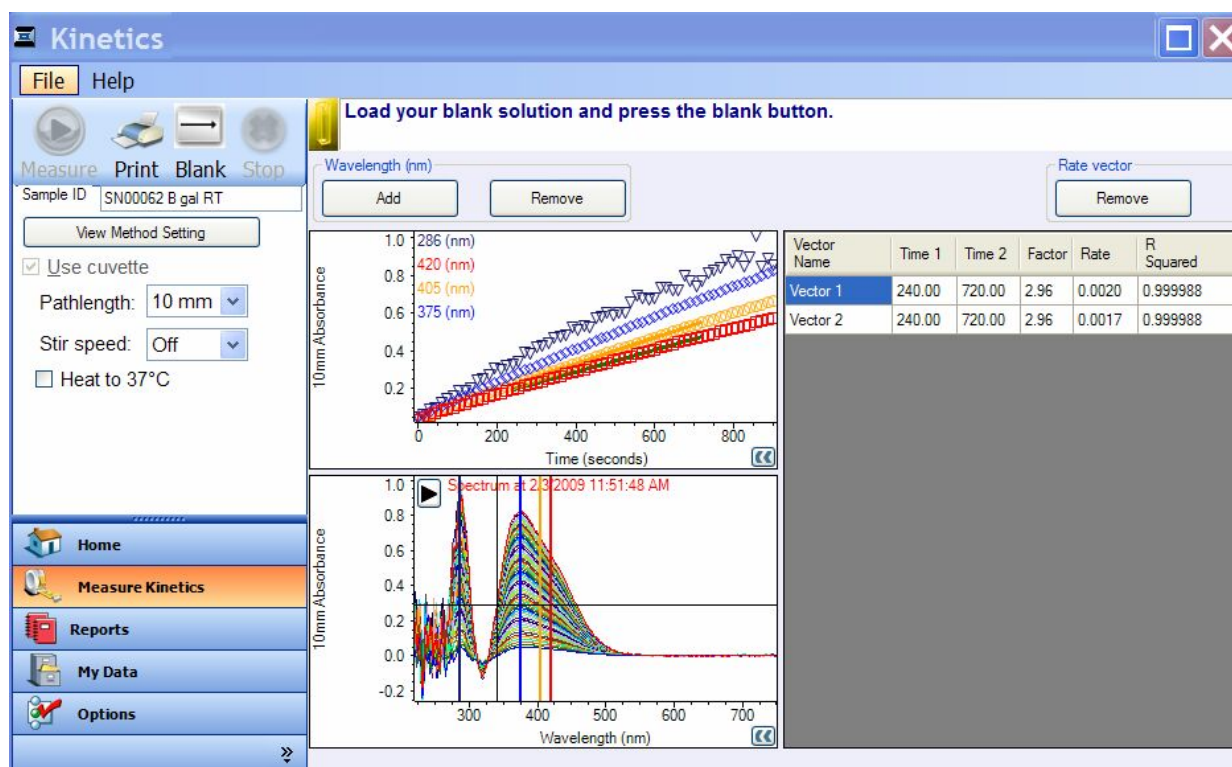 Kinetics
File Help
Load your blank solution and press the blank button.
Measure Print Blank Stop
Sample ID SN00062 B gal RT
View Method Setting
Use cuvette
Pathlength: 10 mm
Stir speed: Off
Heat to 37°C
Home
Measure Kinetics
Reports
My Data
Options
Wavelength (nm)
Add Remove
Rate vector
Remove
10mm Absorbance
1.0
0.8
0.6
0.4
0.2
286 (nm)
420 (nm)
405 (nm)
375 (nm)
0 200 400 600 800
Time (seconds)
10mm Absorbance
1.0
0.8
0.6
0.4
0.2
0.0
-0.2
Spectrum at 2/3/2009 11:51:48 AM
300 400 500 600 700
Wavelength (nm)
Vector Name Time 1 Time 2 Factor Rate R Squared
Vector 1 240.00 720.00 2.96 0.0020 0.999988
Vector 2 240.00 720.00 2.96 0.0017 0.999988